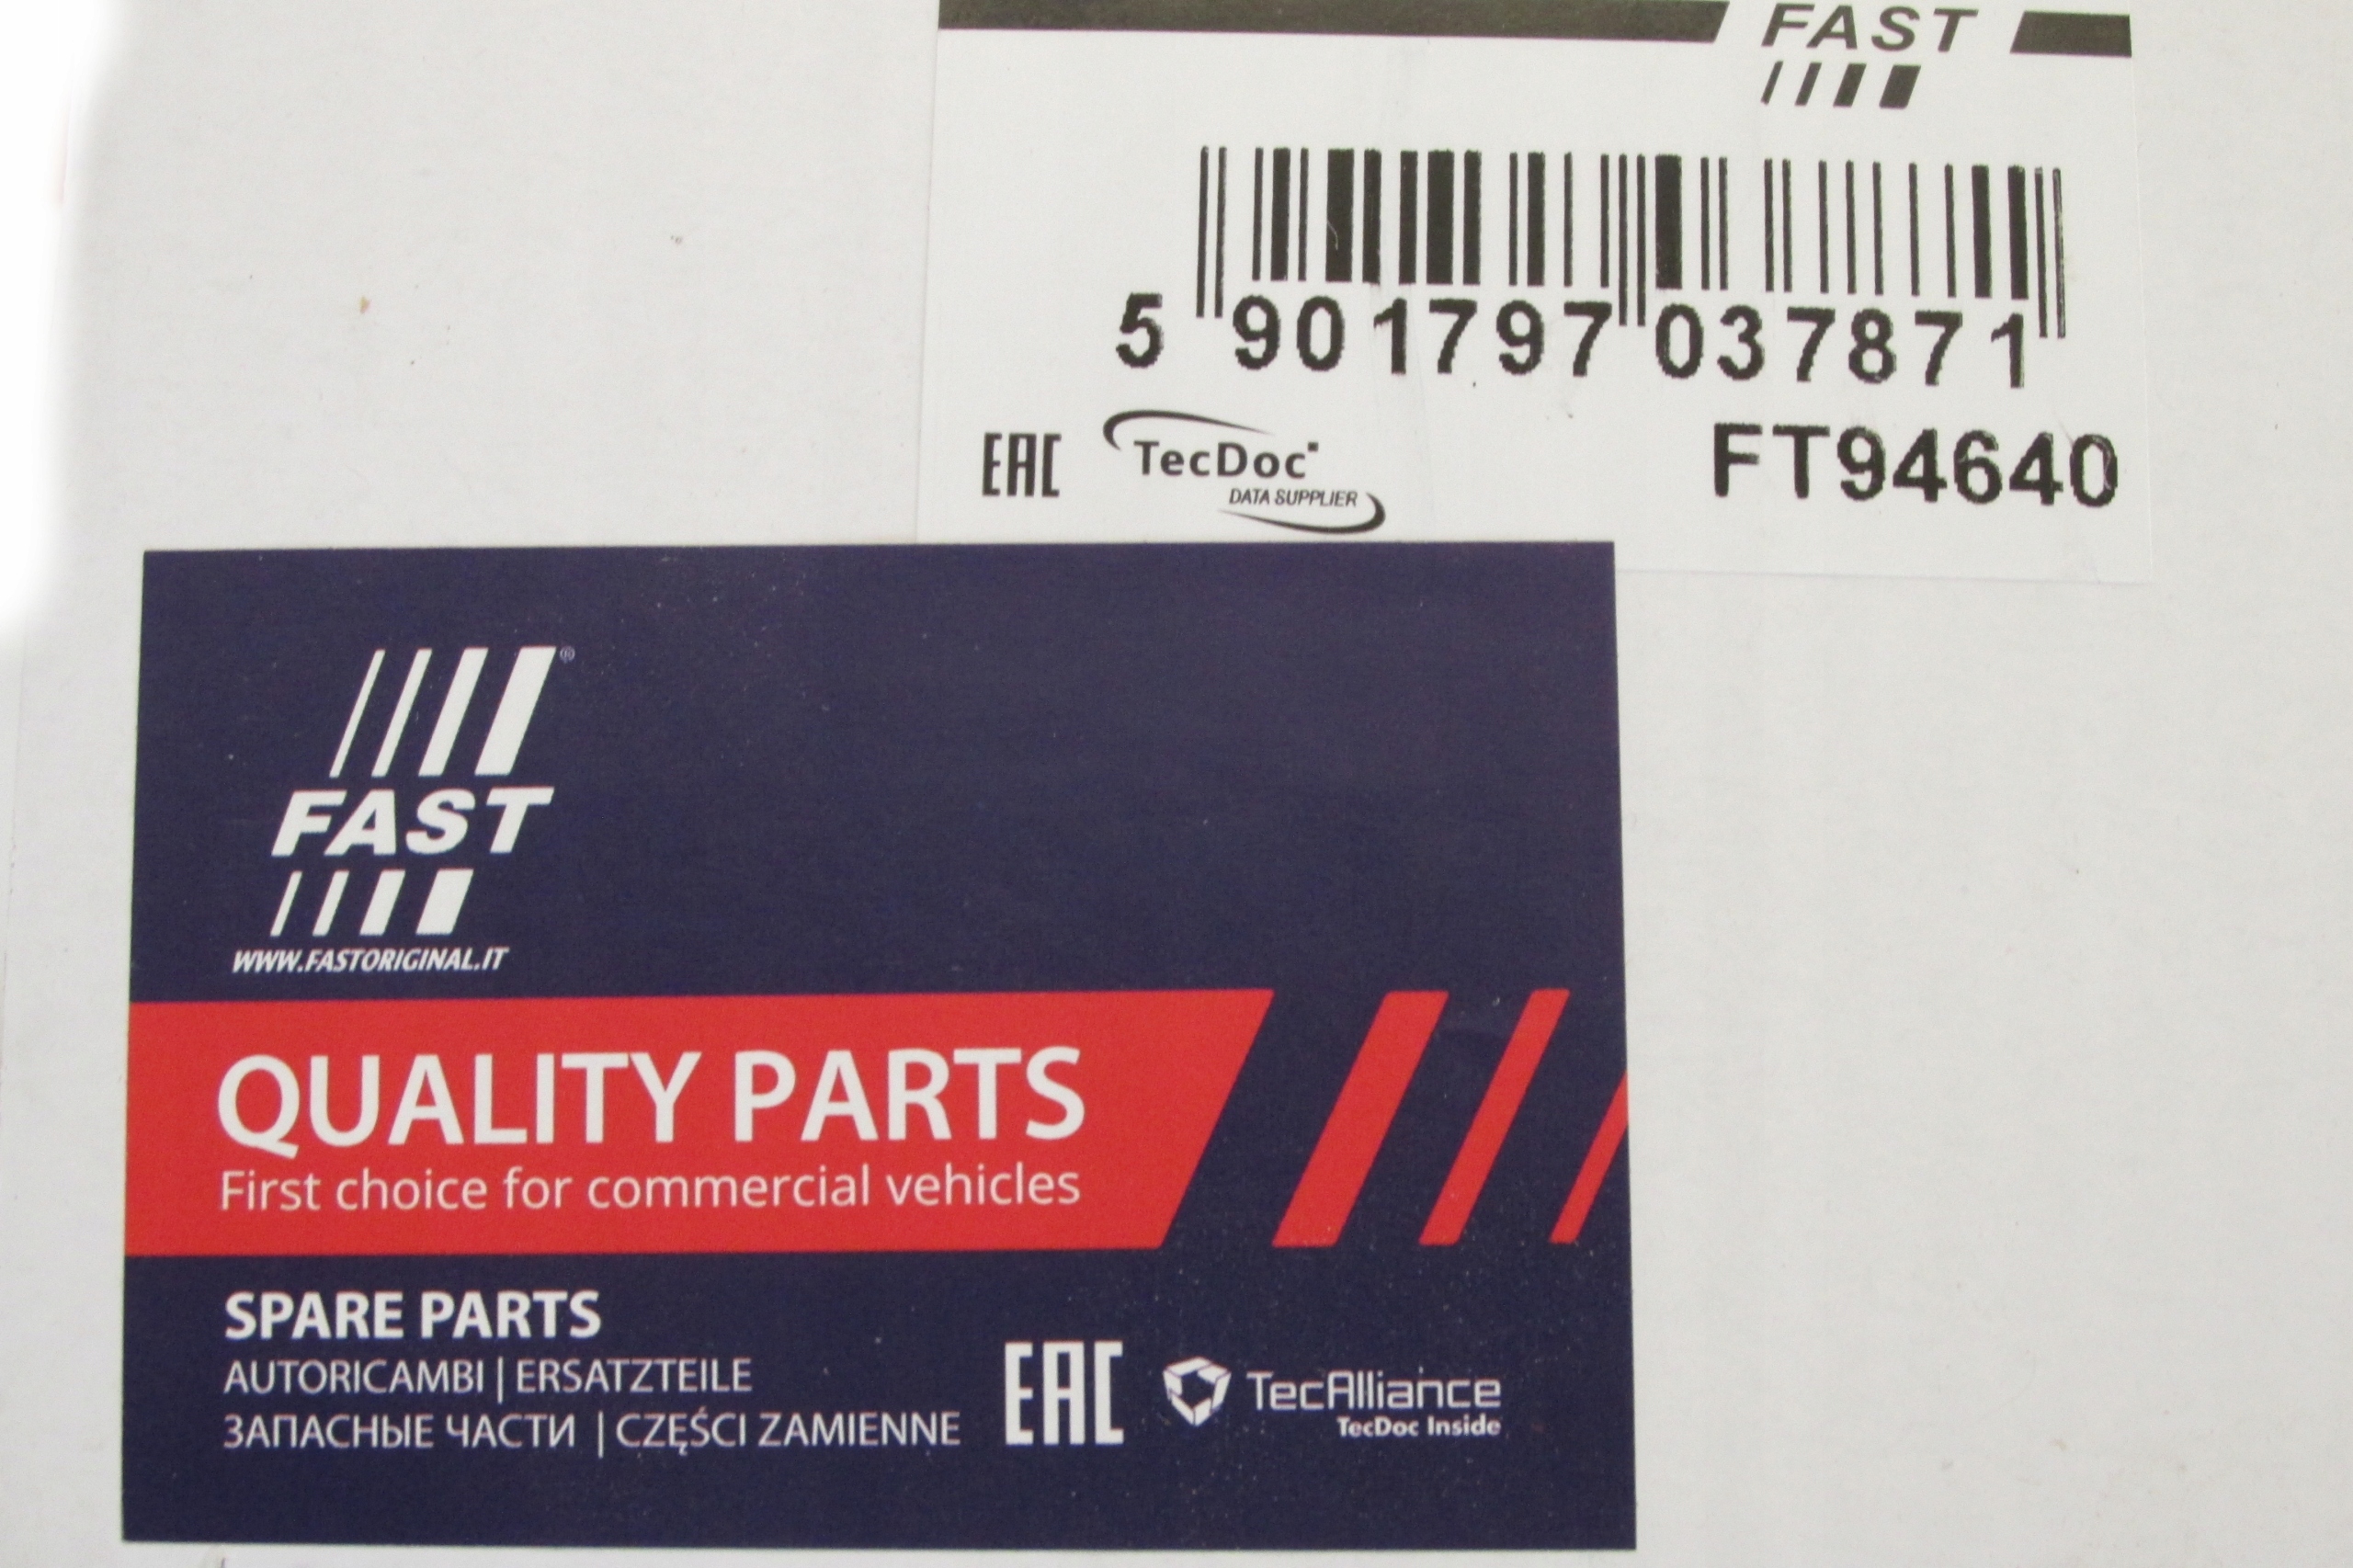 FAST
5 901797 037871
EAC
TecDoc
DATA SUPPLIER
FT94640
FAST
WWW.FASTORIGINAL.IT
QUALITY PARTS
First choice for commercial vehicles
SPARE PARTS
AUTORICAMBI | ERSATZTEILE
ЗАПАСНЫЕ ЧАСТИ | CZĘŚCI ZAMIENNE
EAC
TecAlliance
TecDoc Inside